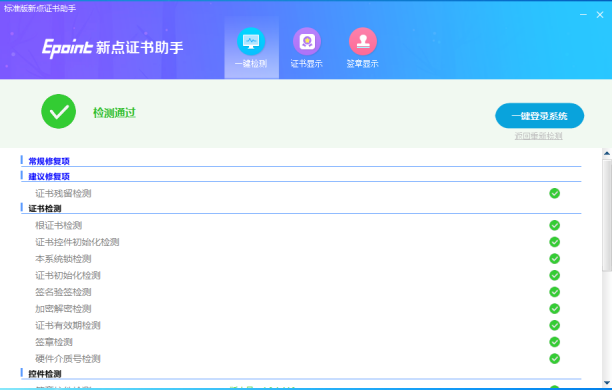 标准版新点证书助手
Epoint 新点证书助手
一键检测
证书显示
签章显示
检测通过
一键登录系统
返回重新检测
常规修复项
建议修复项
证书残留检测
证书检测
根证书检测
证书控件初始化检测
本系统锁检测
证书初始化检测
签名验签检测
加密解密检测
证书有效期检测
签章检测
硬件介质号检测
控件检测